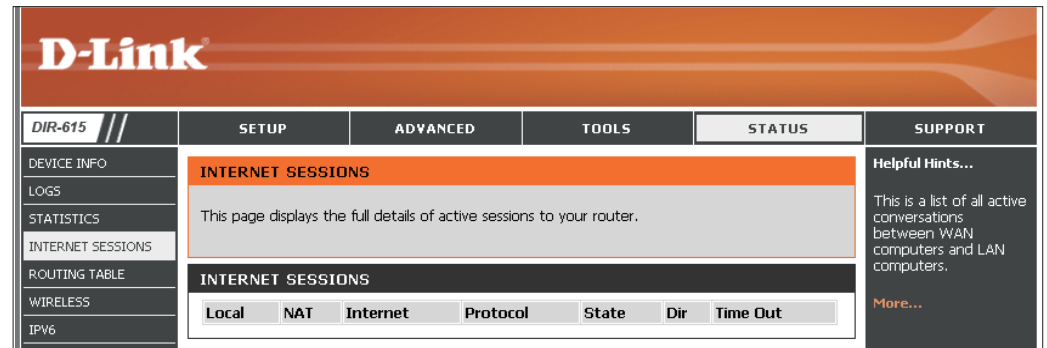 D-Link®
DIR-615
SETUP
ADVANCED
TOOLS
STATUS
SUPPORT
DEVICE INFO
LOGS
STATISTICS
INTERNET SESSIONS
ROUTING TABLE
WIRELESS
IPV6
INTERNET SESSIONS
This page displays the full details of active sessions to your router.
INTERNET SESSIONS
Local NAT Internet Protocol State Dir Time Out
Helpful Hints...
This is a list of all active
conversations
between WAN
computers and LAN
computers.
More...